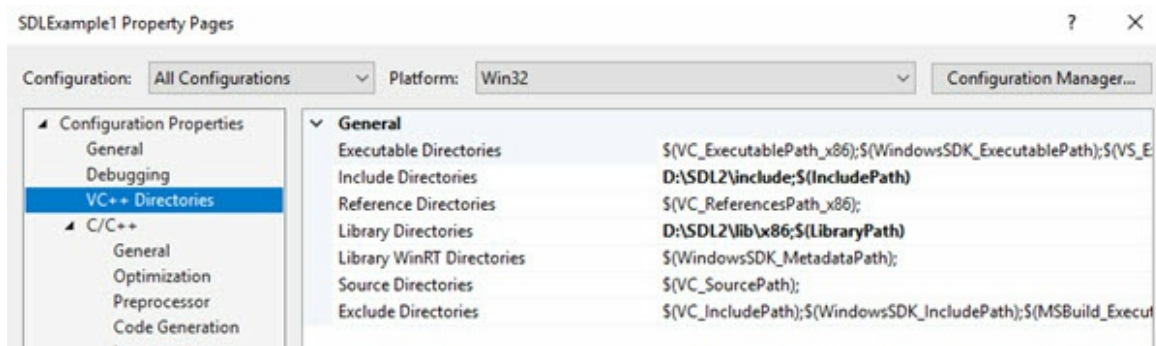 SDLExample1 Property Pages ? ×
Configuration: All Configurations Platform: Win32 Configuration Manager...
Configuration Properties
General
Debugging
VC++ Directories
C/C++
General
Optimization
Preprocessor
Code Generation
General
Executable Directories $(VC_ExecutablePath_x86);$(WindowsSDK_ExecutablePath);$(VS_E
Include Directories D:\SDL2\include;$(IncludePath)
Reference Directories $(VC_ReferencesPath_x86);
Library Directories D:\SDL2\lib\x86;$(LibraryPath)
Library WinRT Directories $(WindowsSDK_MetadataPath);
Source Directories $(VC_SourcePath);
Exclude Directories $(VC_IncludePath);$(WindowsSDK_IncludePath);$(MSBuild_Execut